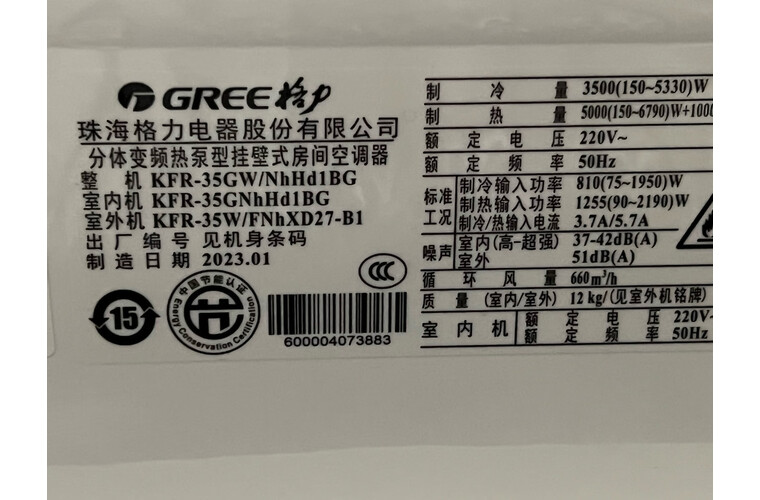 GREE 格力
珠海格力电器股份有限公司
分体变频热泵型挂壁式房间空调器
整 机 KFR-35GW/NhHd1BG
室内机 KFR-35GNhHd1BG
室外机 KFR-35W/FNhXD27-B1
出厂编号 见机身条码
制造日期 2023.01
CCC
15
中国节能认证
Energy Conservation Certification
600004073883
制 冷 量 3500(150~5330)W
制 热 量 5000(150~6790)W+1000
额 定 电 压 220V~
额 定 频 率 50Hz
标准工况 制冷输入功率 810(75~1950)W
制热输入功率 1255(90~2190)W
制冷/热输入电流 3.7A/5.7A
噪声 室内(高-超强) 37-42dB(A)
室外 51dB(A)
循 环 风 量 660m³/h
质 量 (室内/室外) 12kg/(见室外机铭牌)
室内机 额 定 电 压 220V~
额 定 频 率 50Hz